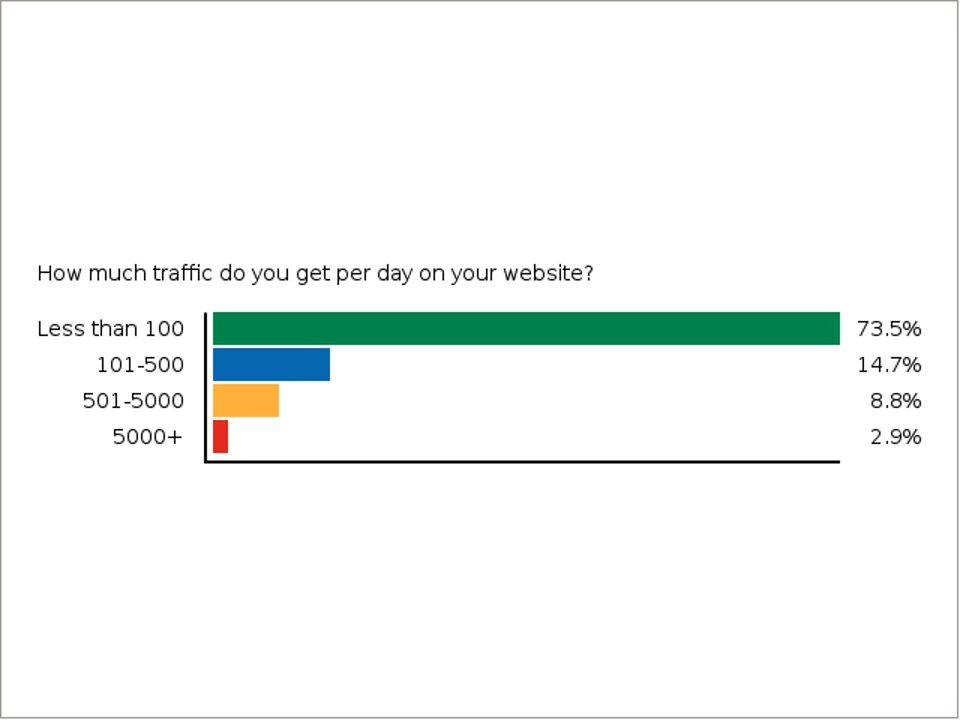 How much traffic do you get per day on your website?
Less than 100 73.5%
101-500 14.7%
501-5000 8.8%
5000+ 2.9%